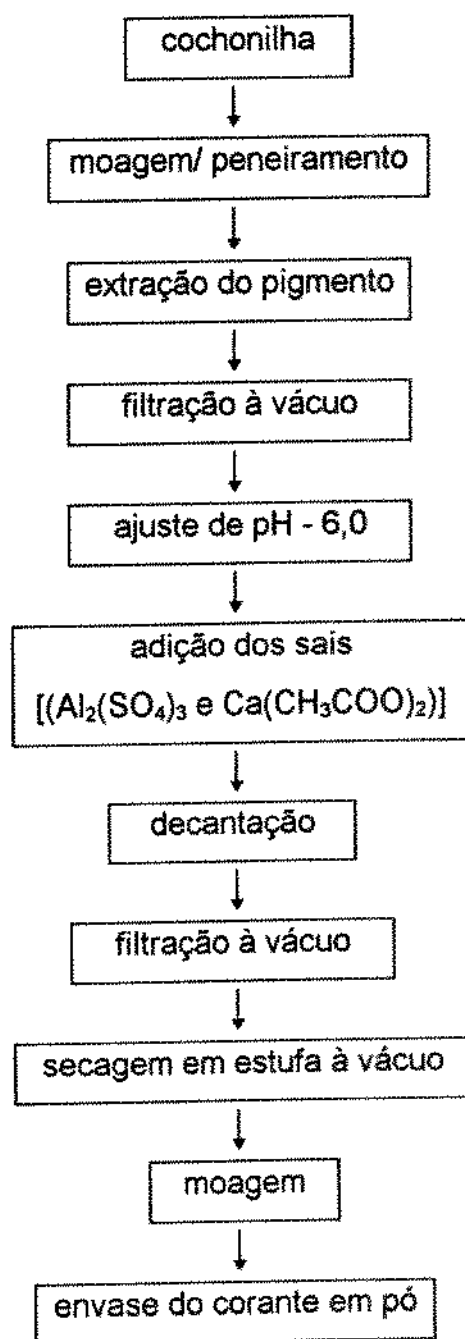 cochonilha
moagem/ peneiramento
extração do pigmento
filtração à vácuo
ajuste de pH - 6,0
adição dos sais
[(Al₂(SO₄)₃ e Ca(CH₃COO)₂)]
decantação
filtração à vácuo
secagem em estufa à vácuo
moagem
envase do corante em pó